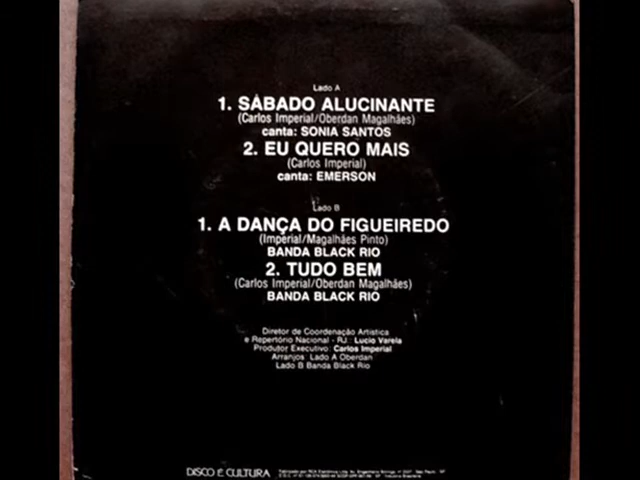 Lado A
1. SÁBADO ALUCINANTE
(Carlos Imperial/Oberdan Magalhães)
canta: SONIA SANTOS
2. EU QUERO MAIS
(Carlos Imperial)
canta: EMERSON
Lado B
1. A DANÇA DO FIGUEIREDO
(Imperial/Magalhães Pinto)
BANDA BLACK RIO
2. TUDO BEM
(Carlos Imperial/Oberdan Magalhães)
BANDA BLACK RIO
Diretor de Coordenação Artística
e Repertório Nacional - RJ: Lucio Varela
Produtor Executivo: Carlos Imperial
Arranjos: Lado A Oberdan
Lado B Banda Black Rio
DISCO É CULTURA